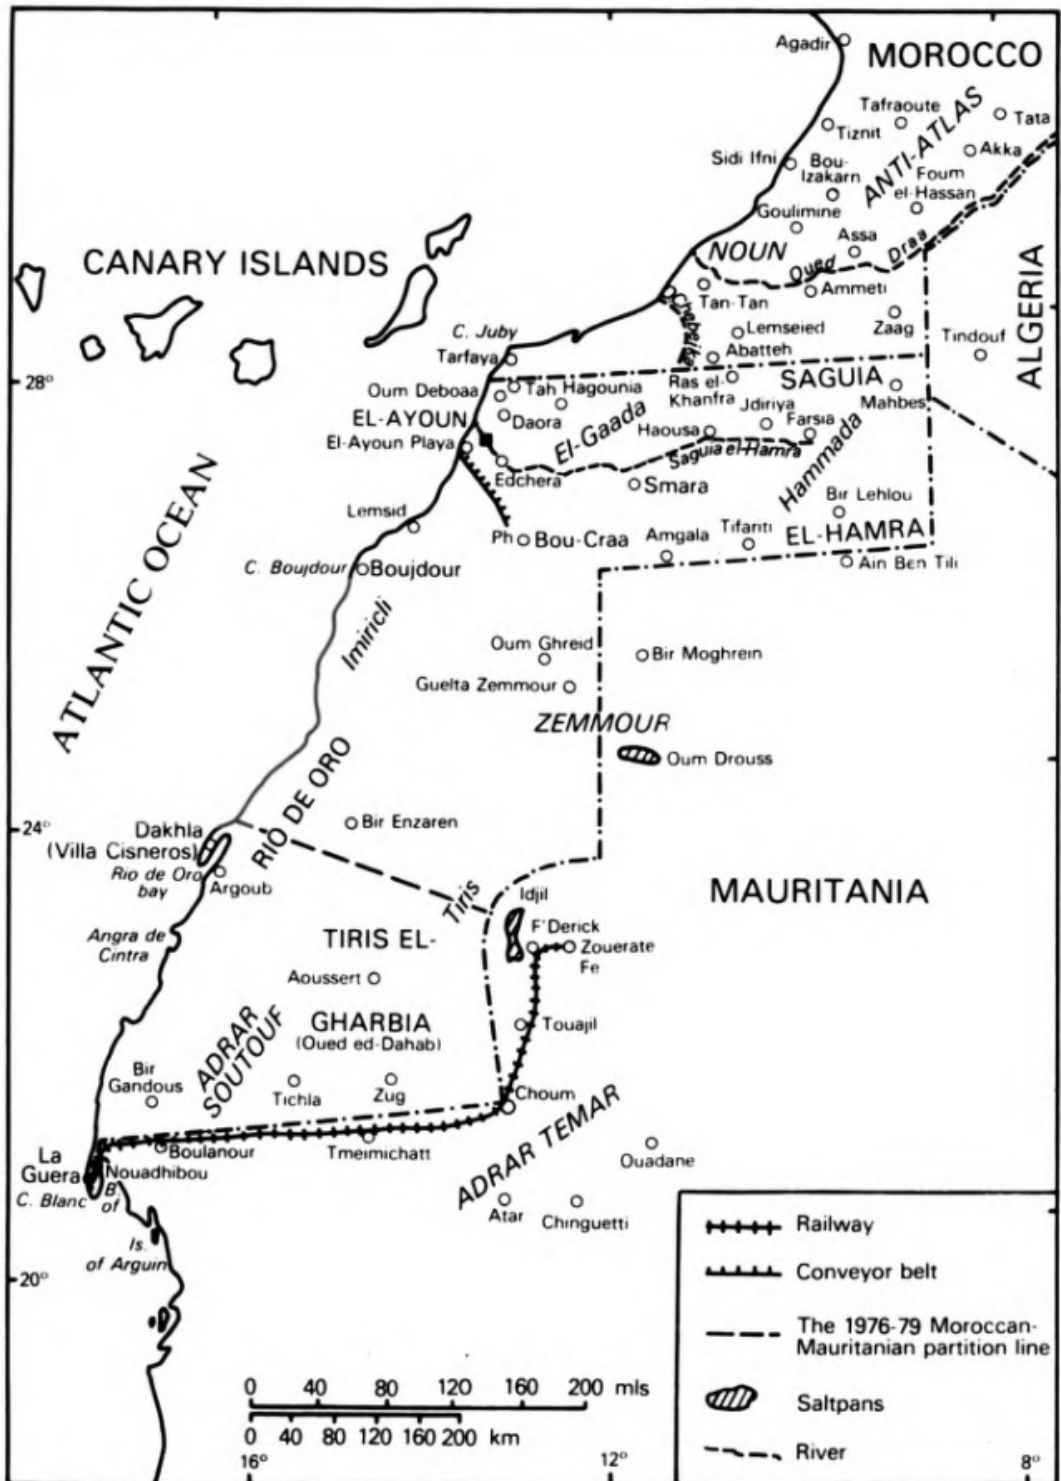 Agadir
MOROCCO
Tafraoute
Tata
Tiznit
ANTI-ATLAS
Akka
Sidi Ifni
Bou-
Izakarn
Foum
el-Hassan
Goulimine
NOUN
Assa
Oued Draa
CANARY ISLANDS
Tan-Tan
Ammeti
Chebeika
Lemseied
Zaag
Tindouf
ALGERIA
C. Juby
Tarfaya
Abatteh
28°
Oum Deboaa
Tah
Hagounia
Ras el-
Khanfra
SAGUIA
Mahbes
EL-AYOUN
Daora
El-Gaada
Jdiriya
Farsia
El-Ayoun Playa
Haousa
Saguia el-Hamra
Edchera
Smara
Hammada
Bir Lehlou
Lemsid
Ph
Bou-Craa
Amgala
Tifariti
EL-HAMRA
C. Boujdour
Boujdour
Ain Ben Tili
ATLANTIC OCEAN
Imiricli
Oum Ghreid
Bir Moghrein
Guelta Zemmour
ZEMMOUR
Oum Drouss
RIO DE ORO
24°
Dakhla
(Villa Cisneros)
Bir Enzaren
Rio de Oro
bay
Argoub
Tiris
Idjil
MAURITANIA
Angra de
Cintra
TIRIS EL-
F'Derick
Zouerate
Fe
Aoussert
GHARBIA
(Oued ed-Dahab)
Touajil
ADRAR
SOUTOUF
Bir
Gandous
Tichla
Zug
Choum
ADRAR TEMAR
La
Guera
Boulanour
Tmeimichatt
Ouadane
Nouadhibou
C. Blanc
B.
of
Atar
Chinguetti
Is.
of Arguin
20°
Railway
Conveyor belt
The 1976-79 Moroccan-
Mauritanian partition line
Saltpans
River
0 40 80 120 160 200 mls
0 40 80 120 160 200 km
16°
12°
8°